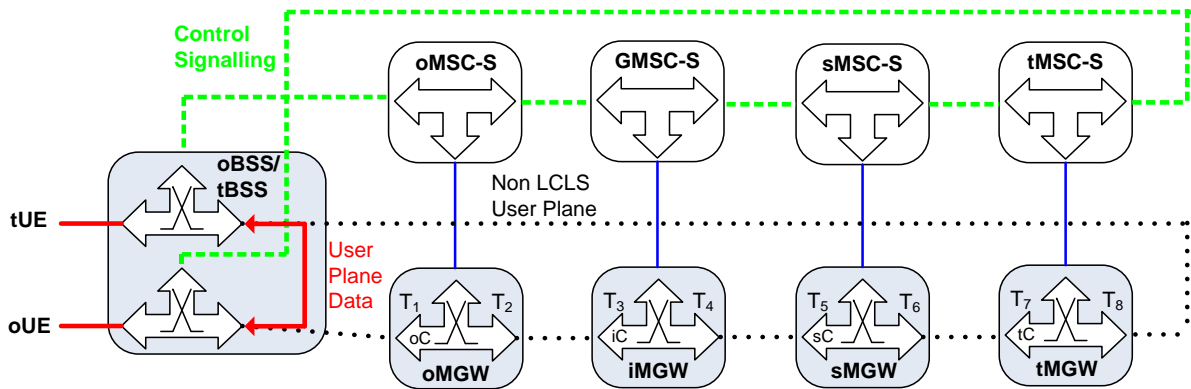 Control
Signalling
oMSC-S
GMSC-S
sMSC-S
tMSC-S
oBSS/
tBSS
Non LCLS
User Plane
tUE
User
Plane
Data
oUE
T1
T2
T3
T4
T5
T6
T7
T8
oC
iC
sC
tC
oMGW
iMGW
sMGW
tMGW